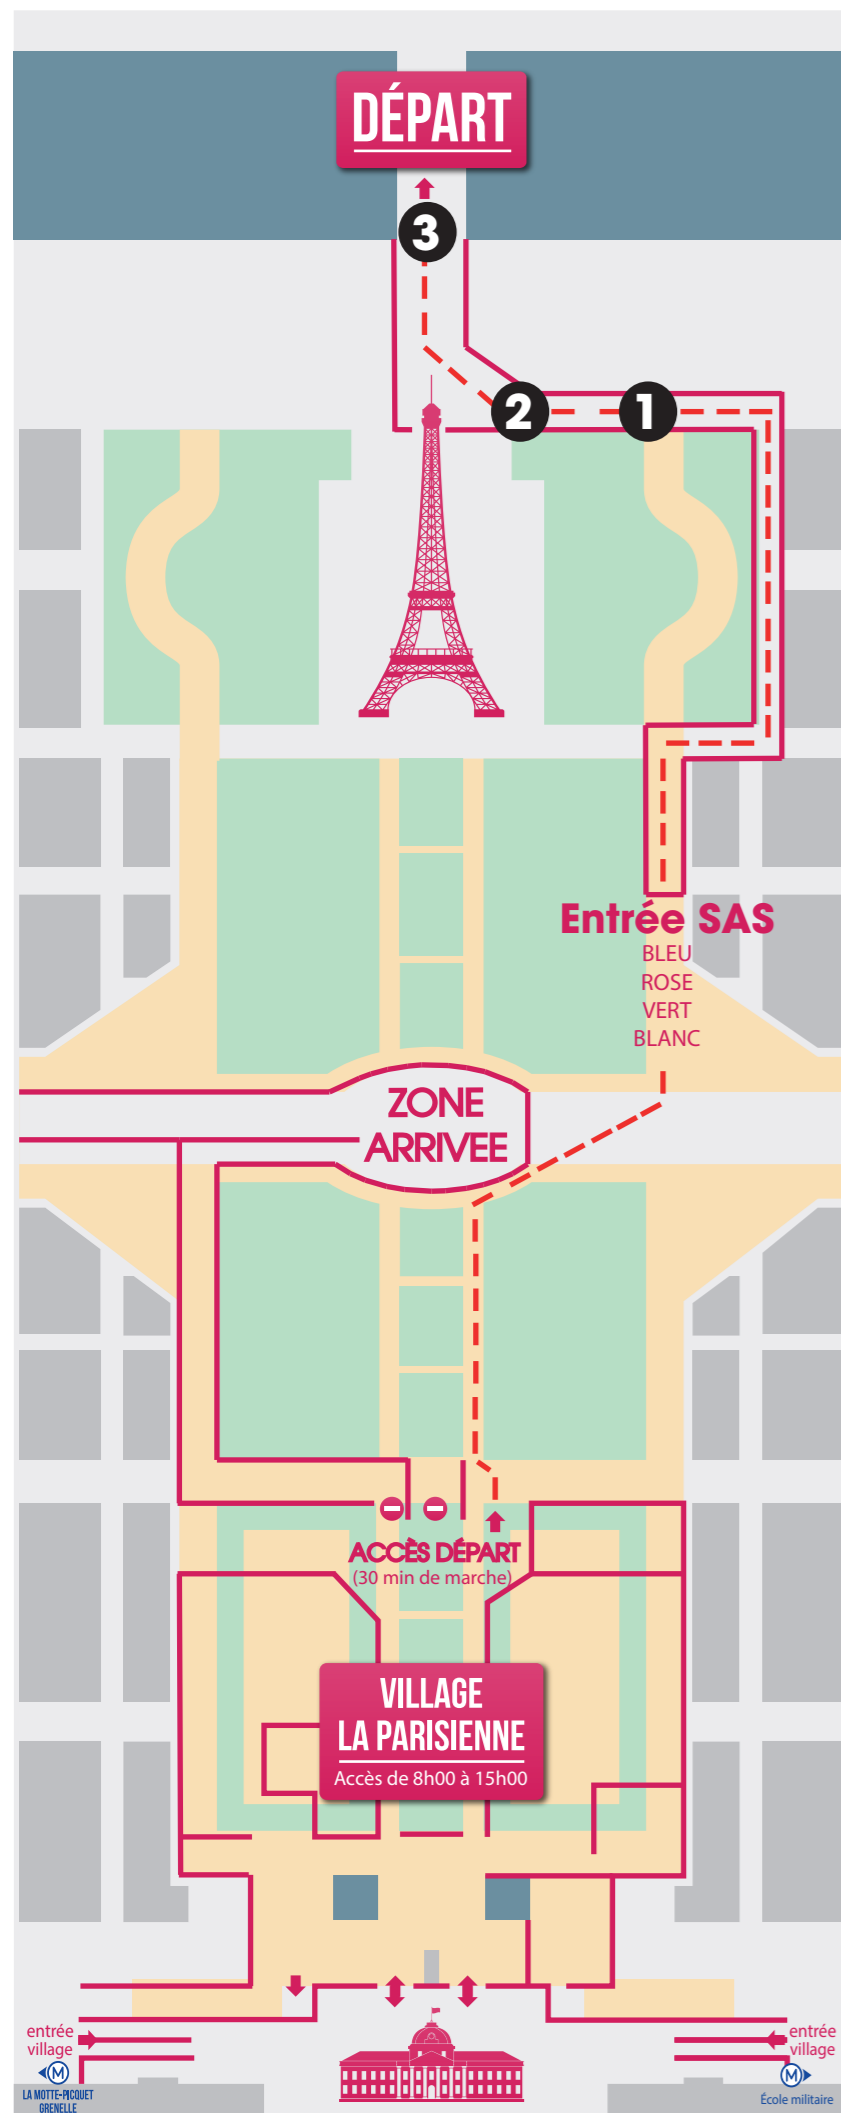 DÉPART
3
2
1
Entrée SAS
BLEU
ROSE
VERT
BLANC
ZONE
ARRIVEE
ACCÈS DÉPART
(30 min de marche)
VILLAGE
LA PARISIENNE
Accès de 8h00 à 15h00
entrée
village
M
LA MOTTE-PICQUET
GRENELLE
entrée
village
M
École militaire